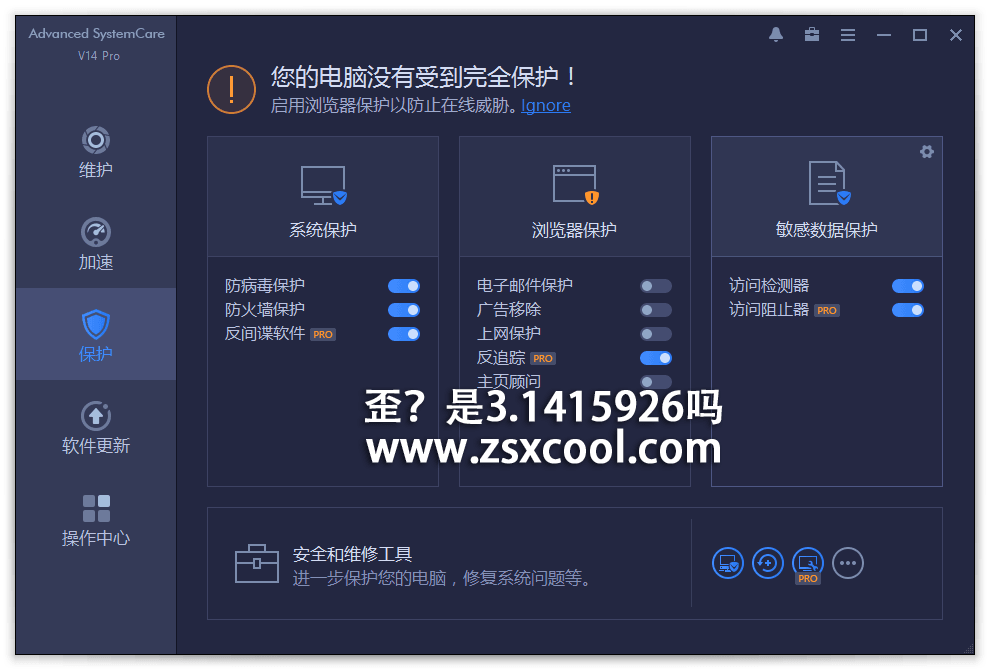 Advanced SystemCare
V14 Pro
维护
加速
保护
软件更新
操作中心
您的电脑没有受到完全保护！
启用浏览器保护以防止在线威胁。Ignore
系统保护
防病毒保护
防火墙保护
反间谍软件 PRO
浏览器保护
电子邮件保护
广告移除
上网保护
反追踪 PRO
主页顾问
敏感数据保护
访问检测器
访问阻止器 PRO
歪？是3.1415926吗
www.zsxcool.com
安全和维修工具
进一步保护您的电脑，修复系统问题等。
PRO